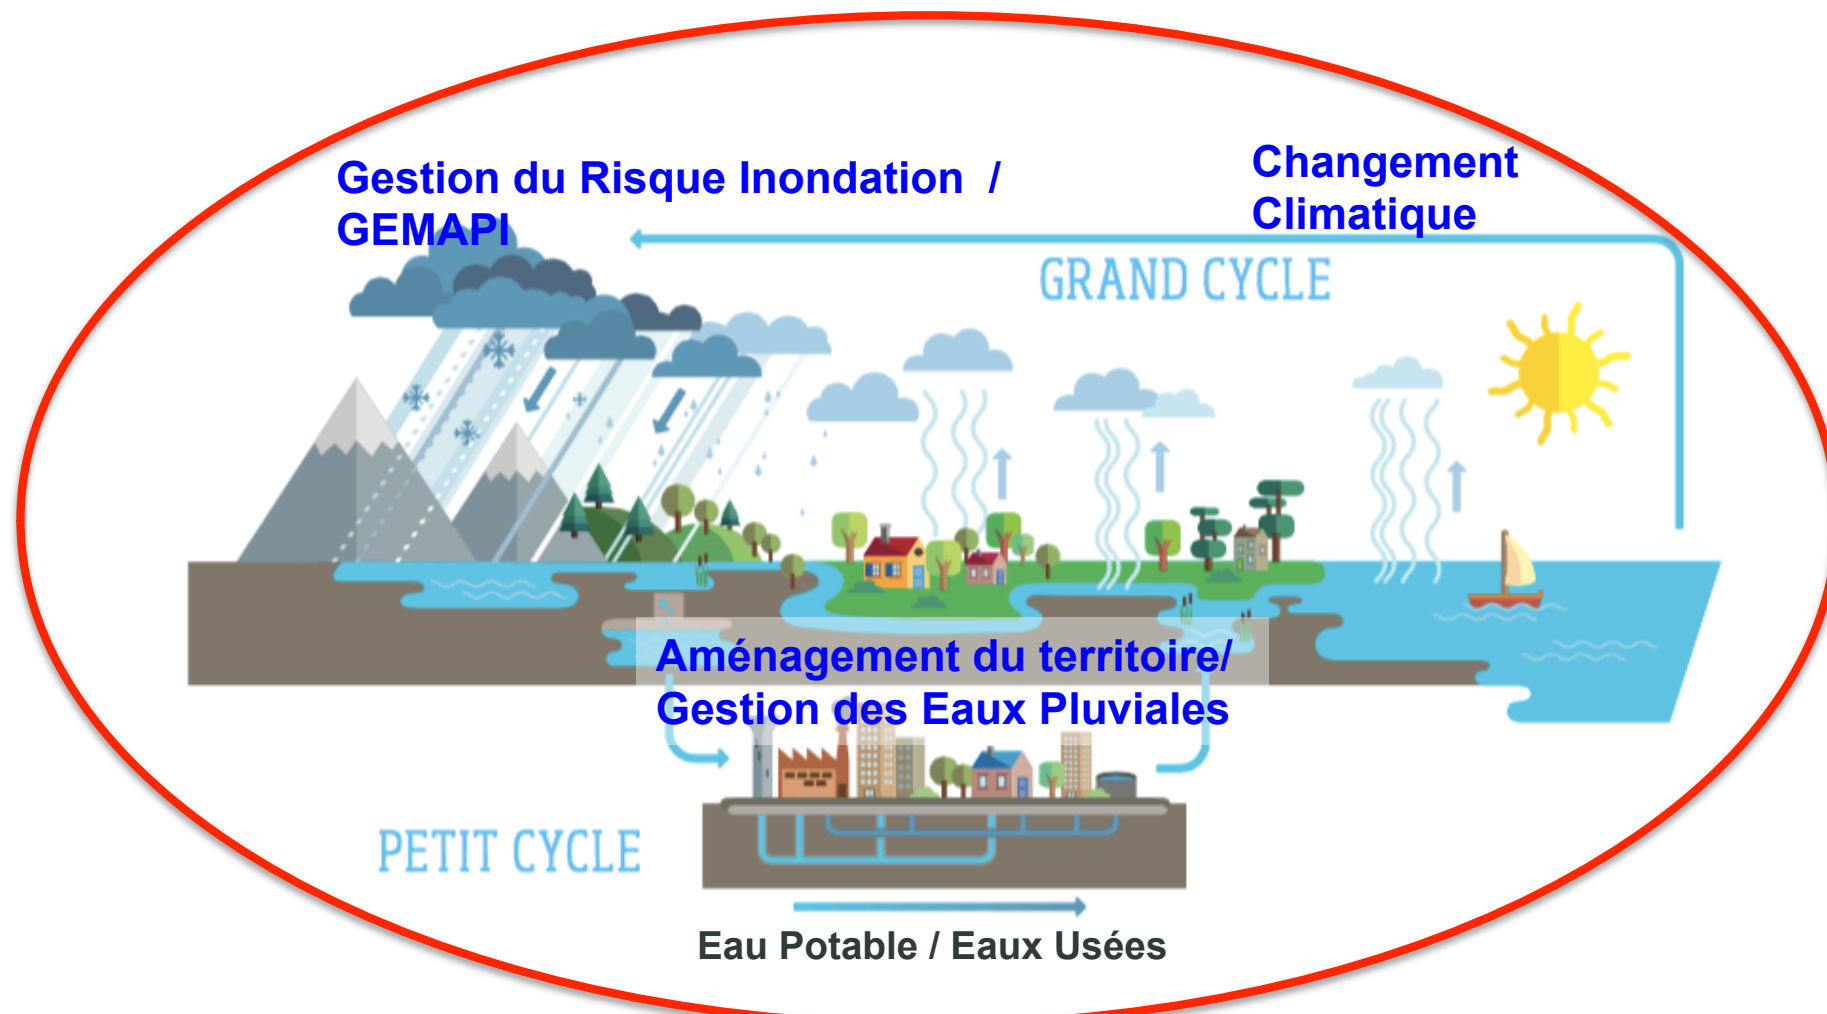 Gestion du Risque Inondation /
GEMAPI
Changement
Climatique
GRAND CYCLE
Aménagement du territoire/
Gestion des Eaux Pluviales
PETIT CYCLE
Eau Potable / Eaux Usées